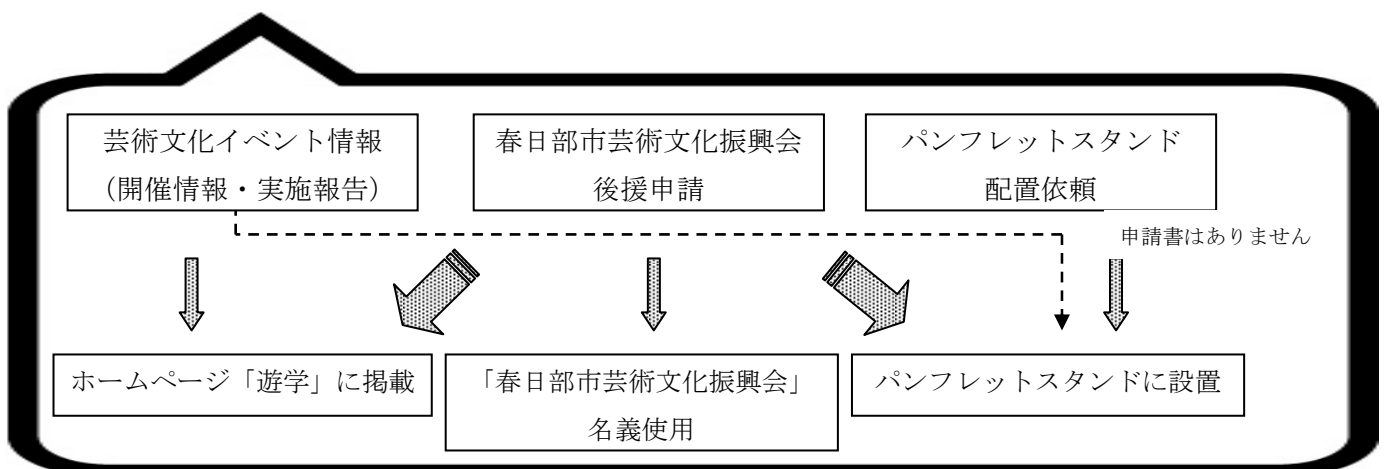 芸術文化イベント情報
（開催情報・実施報告）
春日部市芸術文化振興会
後援申請
パンフレットスタンド
配置依頼
申請書はありません
ホームページ「遊学」に掲載
「春日部市芸術文化振興会」
名義使用
パンフレットスタンドに設置